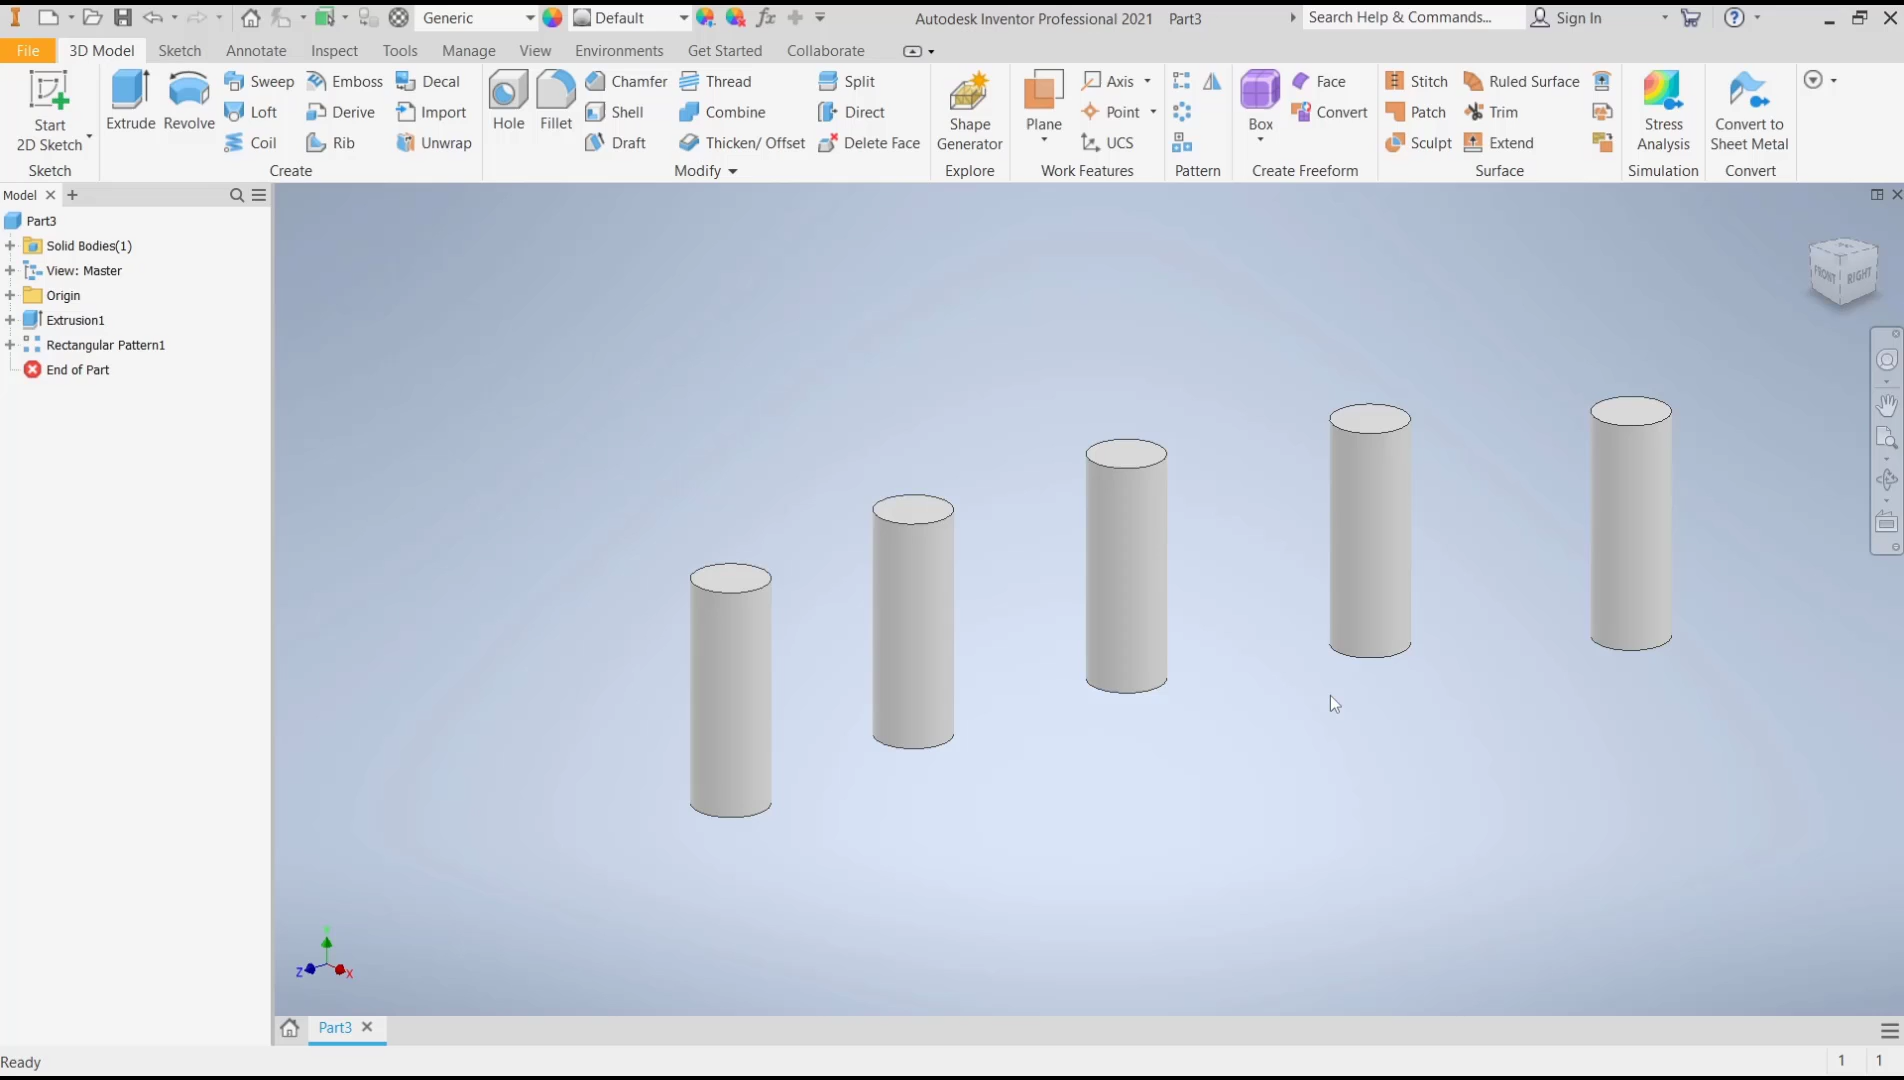 Generic
Default
fx
Autodesk Inventor Professional 2021 Part3
Search Help & Commands...
Sign In
File
3D Model
Sketch
Annotate
Inspect
Tools
Manage
View
Environments
Get Started
Collaborate
Start
2D Sketch
Sketch
Extrude
Revolve
Sweep
Loft
Coil
Emboss
Derive
Rib
Decal
Import
Unwrap
Create
Hole
Fillet
Chamfer
Shell
Draft
Thread
Combine
Thicken/ Offset
Split
Direct
Delete Face
Modify
Shape
Generator
Explore
Plane
Axis
Point
UCS
Work Features
Pattern
Box
Face
Convert
Create Freeform
Stitch
Patch
Sculpt
Ruled Surface
Trim
Extend
Surface
Stress
Analysis
Simulation
Convert to
Sheet Metal
Convert
Model
Part3
Solid Bodies(1)
View: Master
Origin
Extrusion1
Rectangular Pattern1
End of Part
FRONT
RIGHT
Z
X
Part3
Ready
1 1